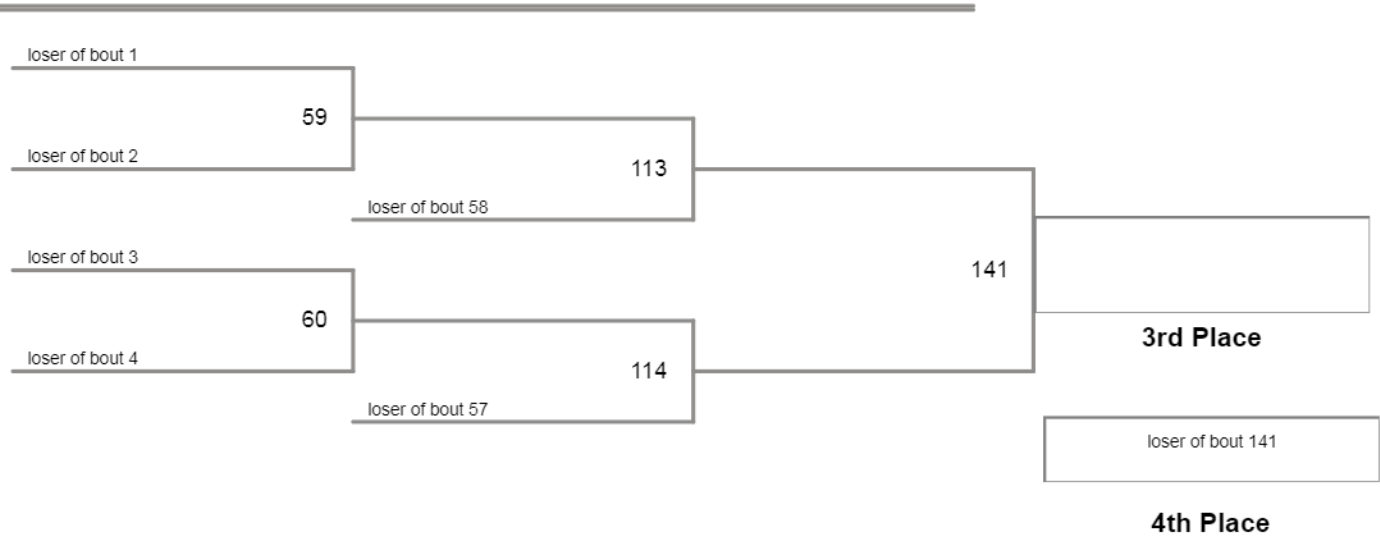 loser of bout 1
59
loser of bout 2
113
loser of bout 58
loser of bout 3
141
60
3rd Place
loser of bout 4
114
loser of bout 57
loser of bout 141
4th Place